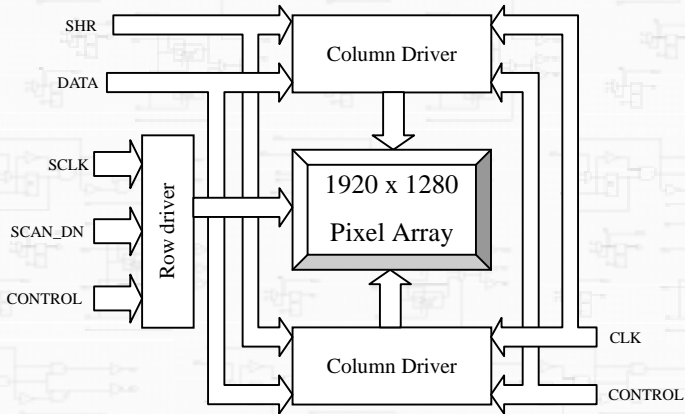 SHR
Column Driver
DATA
SCLK
1920 x 1280
Pixel Array
Row driver
SCAN_DN
CONTROL
Column Driver
CLK
CONTROL